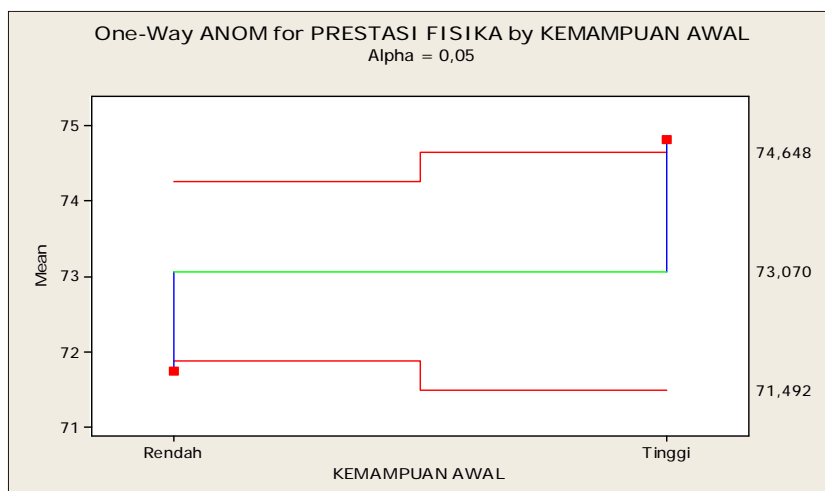 One-Way ANOM for PRESTASI FISIKA by KEMAMPUAN AWAL
Alpha = 0,05
Mean
75
74
73
72
71
74,648
73,070
71,492
Rendah
Tinggi
KEMAMPUAN AWAL